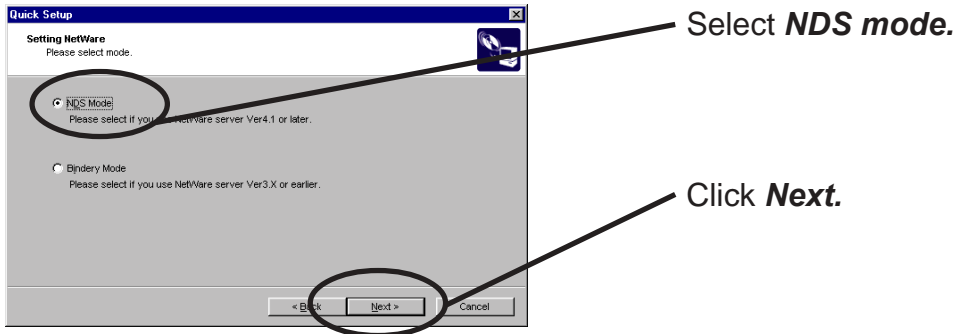 Quick Setup
Setting NetWare
Please select mode.
Select NDS mode.
NDS Mode
Please select if you use NetWare server Ver4.1 or later.
Bindery Mode
Please select if you use NetWare server Ver3.X or earlier.
Click Next.
< Back
Next >
Cancel